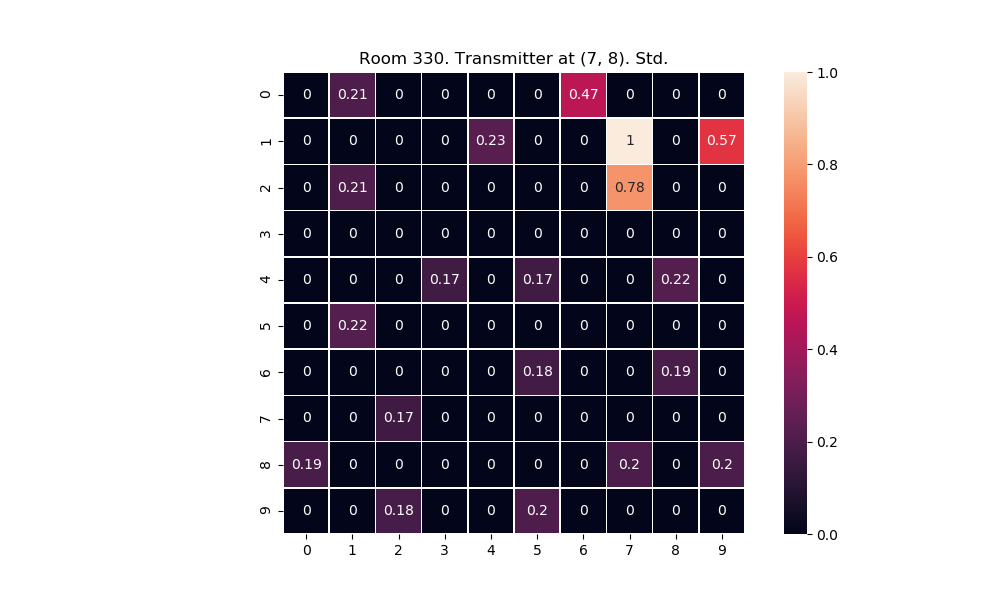 Room 330. Transmitter at (7, 8). Std.
0 0 0.21 0 0 0 0 0.47 0 0 0
1 0 0 0 0 0.23 0 0 1 0 0.57
2 0 0.21 0 0 0 0 0 0.78 0 0
3 0 0 0 0 0 0 0 0 0 0
4 0 0 0 0.17 0 0.17 0 0 0.22 0
5 0 0.22 0 0 0 0 0 0 0 0
6 0 0 0 0 0 0.18 0 0 0.19 0
7 0 0 0.17 0 0 0 0 0 0 0
8 0.19 0 0 0 0 0 0 0.2 0 0.2
9 0 0 0.18 0 0 0.2 0 0 0 0
0 1 2 3 4 5 6 7 8 9
1.0
0.8
0.6
0.4
0.2
0.0